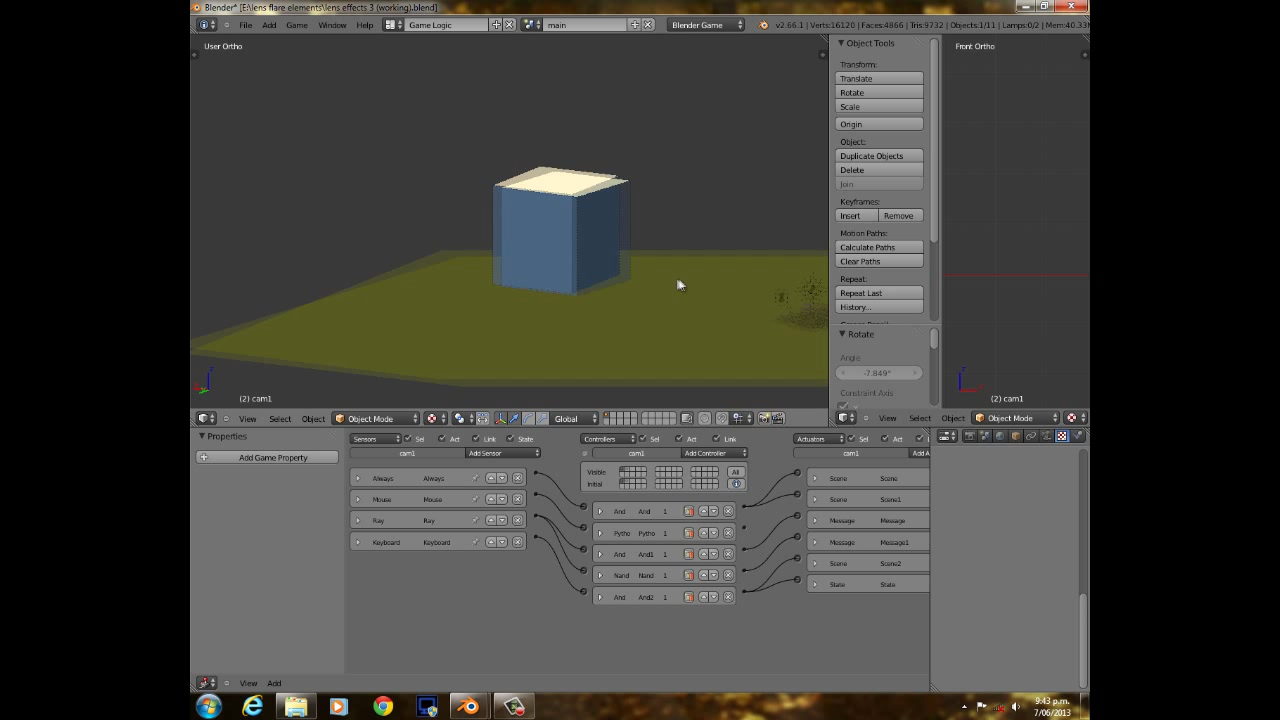 Blender* [E:\lens flare elements\lens effects 3 (working).blend]
File Add Game Window Help Game Logic main Blender Game v2.66.1 | Verts:16120 | Faces:4866 | Tris:9732 | Objects:1/11 | Lamps:0/2 | Mem:40.33M
User Ortho
Object Tools
Front Ortho
Transform:
Translate
Rotate
Scale
Origin
Object:
Duplicate Objects
Delete
Join
Keyframes:
Insert Remove
Motion Paths:
Calculate Paths
Clear Paths
Repeat:
Repeat Last
History...
Rotate
Angle
-7.849°
Constraint Axis
(2) cam1
(2) cam1
View Select Object Object Mode Global
View Select Object Object Mode
Properties
Add Game Property
Sensors Sel Act Link State
cam1 Add Sensor
Always Always
Mouse Mouse
Ray Ray
Keyboard Keyboard
Controllers Sel Act Link
cam1 Add Controller
Visible All
Initial
And And 1
Pytho Pytho 1
And And1 1
Nand Nand 1
And And2 1
Actuators Sel Act
cam1 Add A
Scene Scene
Scene Scene1
Message Message
Message Message1
Scene Scene2
State State
View Add
9:43 p.m.
7/06/2013